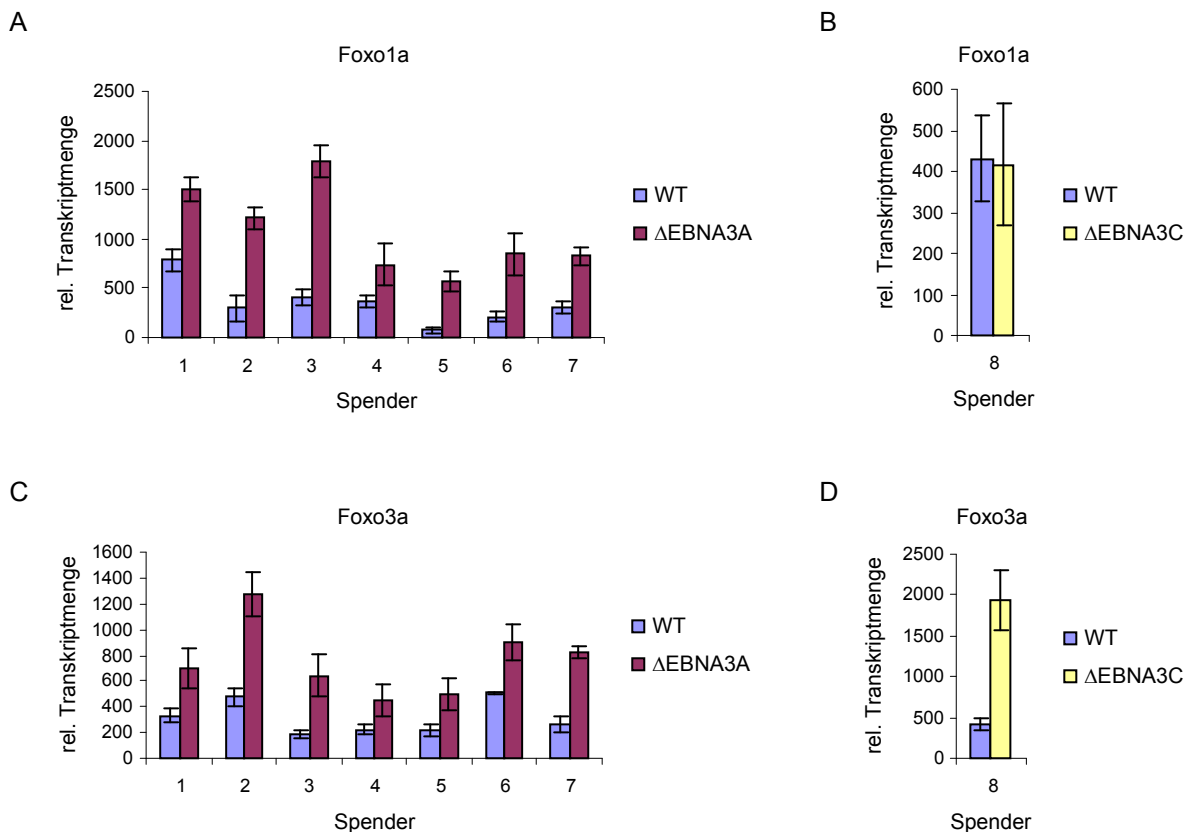 A
Foxo1a
rel. Transkriptmenge
2500
2000
1500
1000
500
0
1 2 3 4 5 6 7
Spender
WT
ΔEBNA3A
B
Foxo1a
rel. Transkriptmenge
600
500
400
300
200
100
0
8
Spender
WT
ΔEBNA3C
C
Foxo3a
rel. Transkriptmenge
1600
1400
1200
1000
800
600
400
200
0
1 2 3 4 5 6 7
Spender
WT
ΔEBNA3A
D
Foxo3a
rel. Transkriptmenge
2500
2000
1500
1000
500
0
8
Spender
WT
ΔEBNA3C